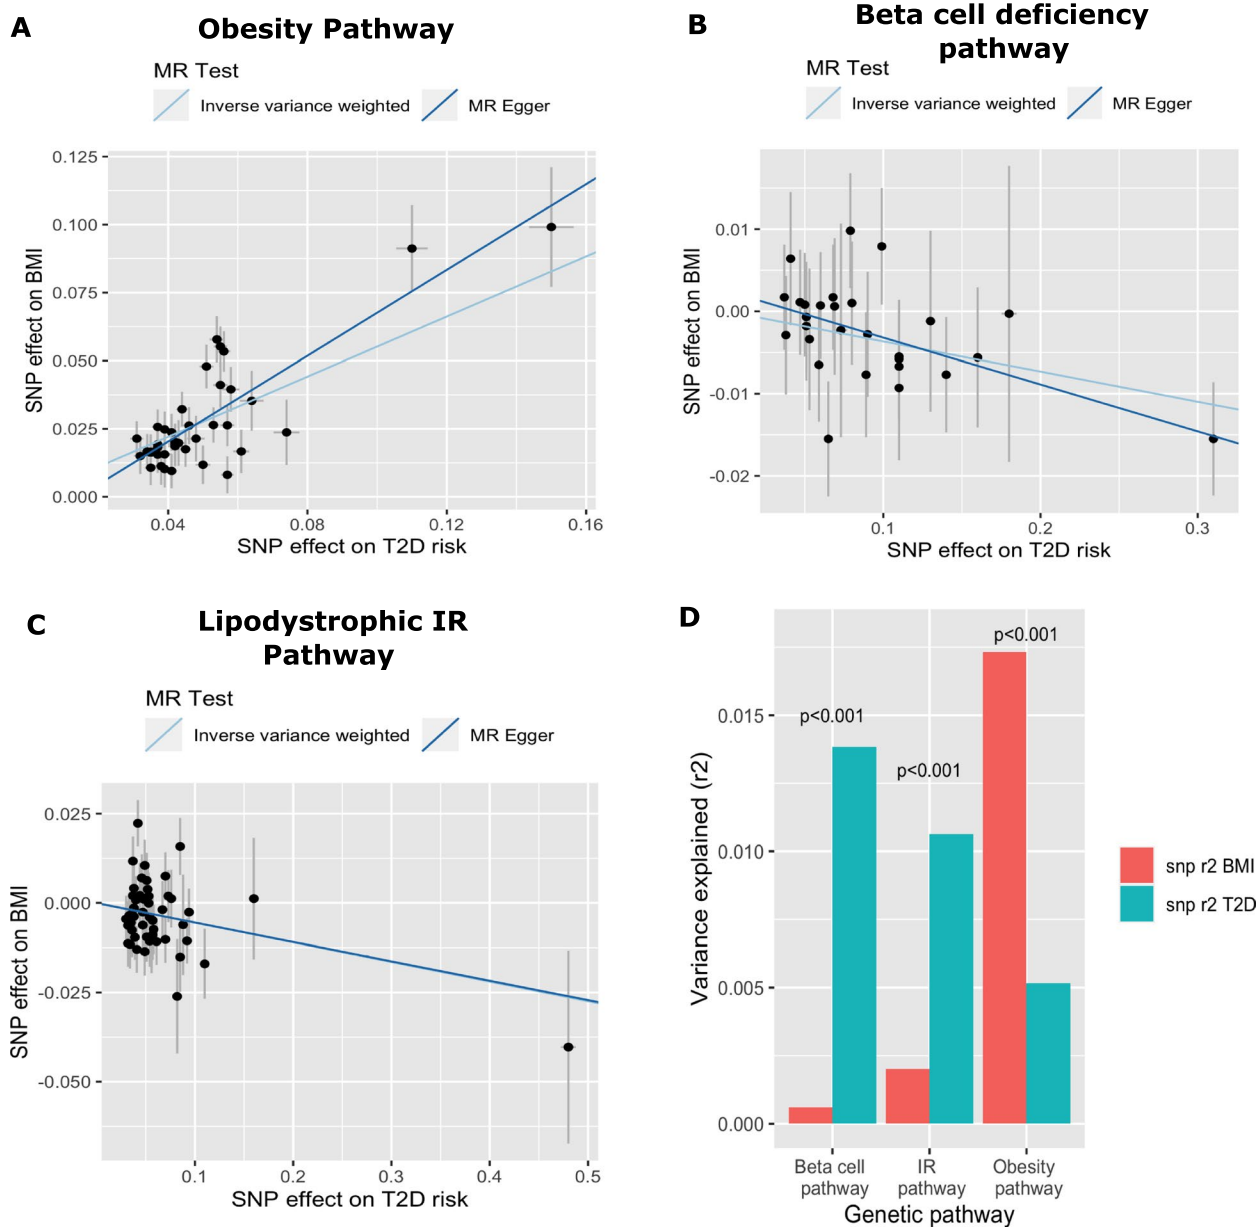 A
Obesity Pathway
MR Test
Inverse variance weighted
MR Egger
0.125
0.100
0.075
0.050
0.025
0.000
SNP effect on BMI
0.04
0.08
0.12
0.16
SNP effect on T2D risk
B
Beta cell deficiency
pathway
MR Test
Inverse variance weighted
MR Egger
0.01
0.00
-0.01
-0.02
SNP effect on BMI
0.1
0.2
0.3
SNP effect on T2D risk
C
Lipodystrophic IR
Pathway
MR Test
Inverse variance weighted
MR Egger
0.025
0.000
-0.025
-0.050
SNP effect on BMI
0.1
0.2
0.3
0.4
0.5
SNP effect on T2D risk
D
p<0.001
p<0.001
p<0.001
0.015
0.010
0.005
0.000
Variance explained (r2)
Beta cell
pathway
IR
pathway
Obesity
pathway
Genetic pathway
snp r2 BMI
snp r2 T2D